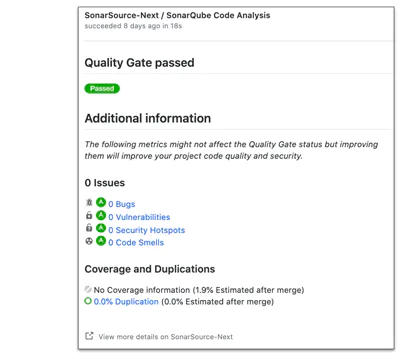 SonarSource-Next / SonarQube Code Analysis
succeeded 8 days ago in 18s
Quality Gate passed
Passed
Additional information
The following metrics might not affect the Quality Gate status but improving
them will improve your project code quality and security.
0 Issues
A 0 Bugs
A 0 Vulnerabilities
A 0 Security Hotspots
A 0 Code Smells
Coverage and Duplications
No Coverage information (1.9% Estimated after merge)
0.0% Duplication (0.0% Estimated after merge)
View more details on SonarSource-Next